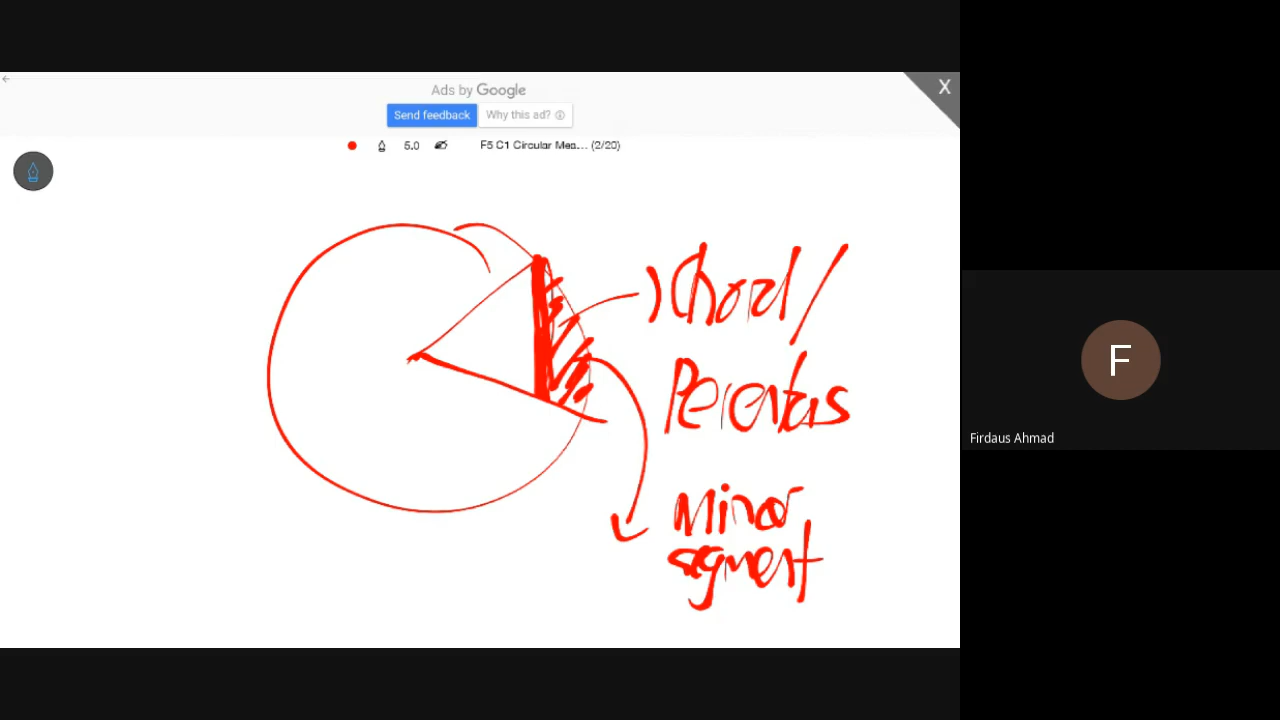 Ads by Google
Send feedback
Why this ad?
5.0
F5 C1 Circular Mea... (2/20)
X
Chord/
Perentas
Minor
segment
F
Firdaus Ahmad